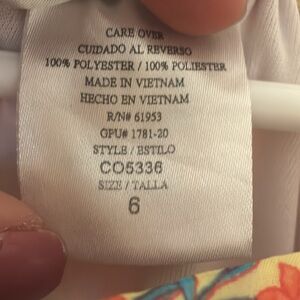 CARE OVER
CUIDADO AL REVERSO
100% POLYESTER / 100% POLIESTER
MADE IN VIETNAM
HECHO EN VIETNAM
R/N# 61953
GPU# 1781-20
STYLE / ESTILO
CO5336
SIZE / TALLA
6